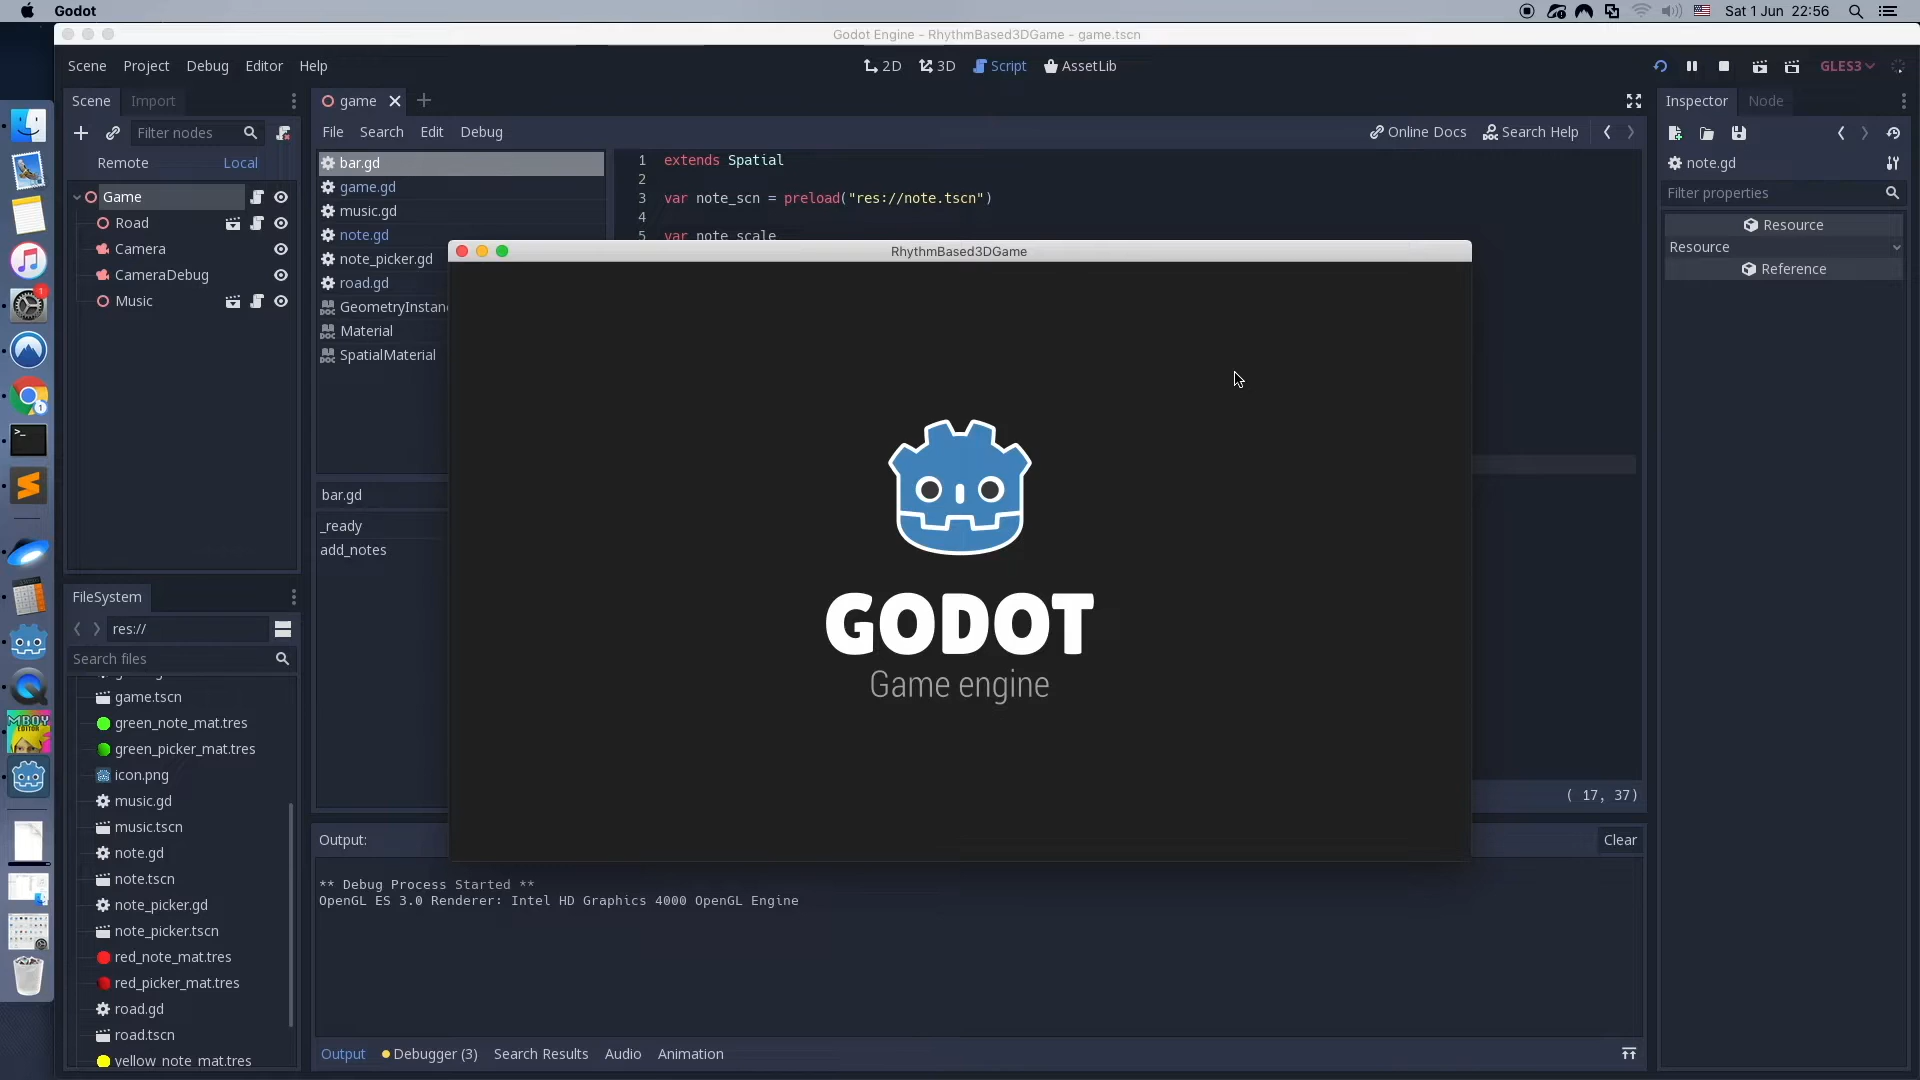 Godot
Sat 1 Jun 22:56
Godot Engine - RhythmBased3DGame - game.tscn
Scene Project Debug Editor Help
2D 3D Script AssetLib
GLES3
Scene Import
game
Inspector Node
Filter nodes
File Search Edit Debug
Online Docs Search Help
Remote Local
bar.gd
1 extends Spatial
note.gd
Game
game.gd
2
Filter properties
Road
music.gd
3 var note_scn = preload("res://note.tscn")
Resource
Camera
note.gd
4
Resource
CameraDebug
note_picker.gd
5 var note_scale
Reference
Music
road.gd
GeometryInstan
Material
SpatialMaterial
RhythmBased3DGame
GODOT
Game engine
bar.gd
_ready
add_notes
FileSystem
res://
Search files
game.tscn
green_note_mat.tres
green_picker_mat.tres
icon.png
music.gd
music.tscn
note.gd
note.tscn
note_picker.gd
note_picker.tscn
red_note_mat.tres
red_picker_mat.tres
road.gd
road.tscn
yellow_note_mat.tres
( 17, 37)
Output:
Clear
** Debug Process Started **
OpenGL ES 3.0 Renderer: Intel HD Graphics 4000 OpenGL Engine
Output Debugger (3) Search Results Audio Animation
MBOY
EDITOR